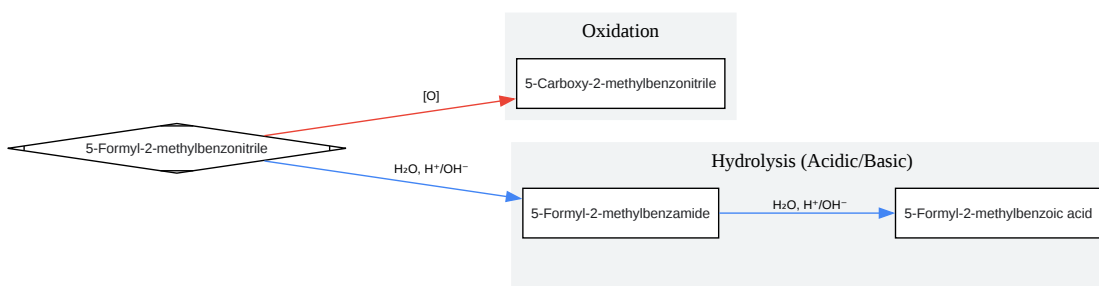 Oxidation
5-Carboxy-2-methylbenzonitrile
[O]
5-Formyl-2-methylbenzonitrile
Hydrolysis (Acidic/Basic)
H₂O, H⁺/OH⁻
5-Formyl-2-methylbenzamide
H₂O, H⁺/OH⁻
5-Formyl-2-methylbenzoic acid